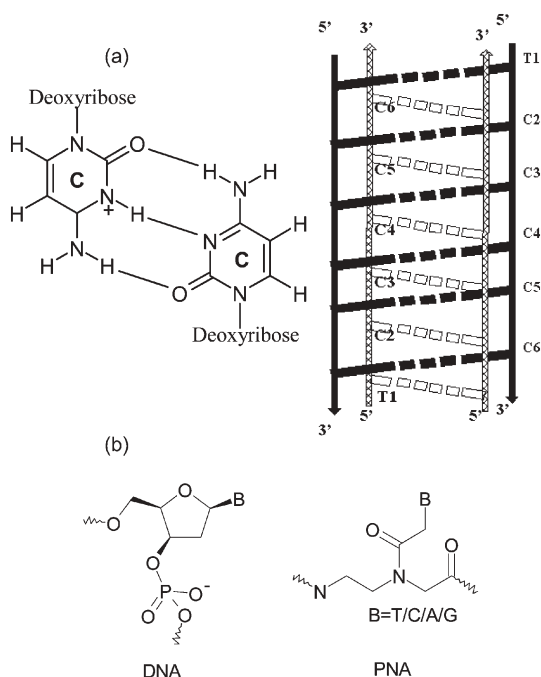 (a)
Deoxyribose
N
O
H
H
H
C
N
+
H
N
H
N
H
H
N
H
N
C
H
H
O
N
Deoxyribose
5' 3' 3' 5'
T1
C6
C2
C5
C3
C4
C4
C3
C5
C2
C6
T1
3' 5' 5' 3'
(b)
O
B
O
O
O
P
O-
O
DNA
B
O
O
N
N
B=T/C/A/G
PNA